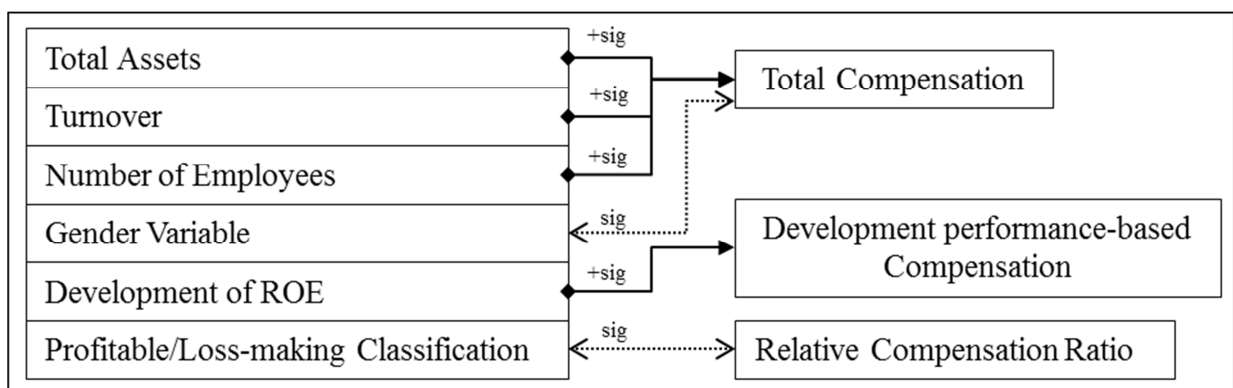 Total Assets
+sig
Total Compensation
Turnover
+sig
Number of Employees
+sig
Gender Variable
sig
Development performance-based
Compensation
Development of ROE
+sig
Profitable/Loss-making Classification
sig
Relative Compensation Ratio